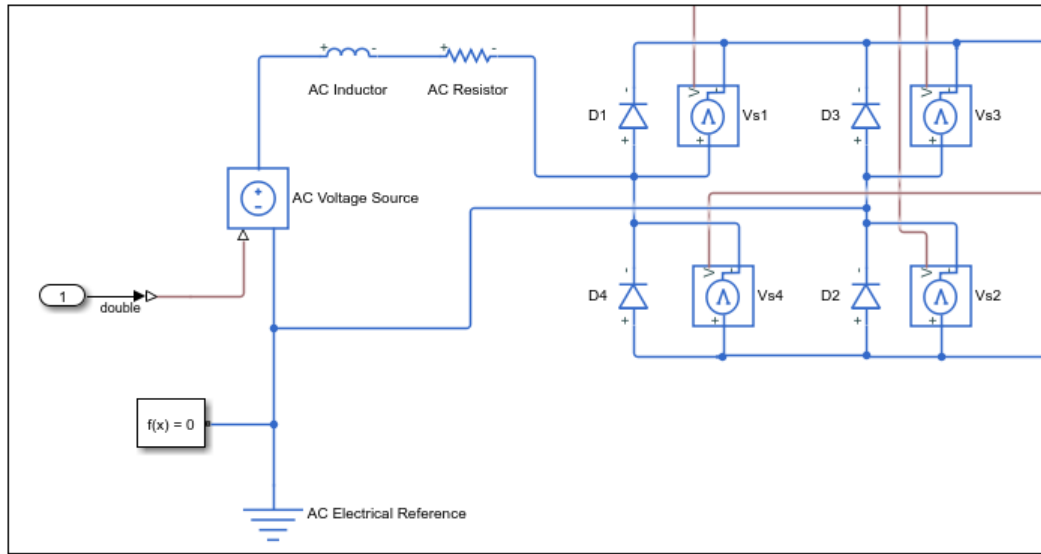 + -
+ -
AC Inductor
AC Resistor
-
D1
+
V
-
V
+
Vs1
-
D3
+
V
-
V
+
Vs3
+
-
AC Voltage Source
1
double
-
D4
+
V
-
V
+
Vs4
-
D2
+
V
-
V
+
Vs2
f(x) = 0
AC Electrical Reference